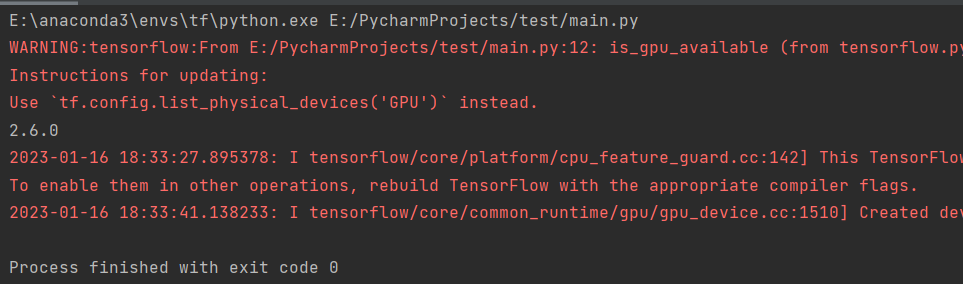 E:\anaconda3\envs\tf\python.exe E:/PycharmProjects/test/main.py
WARNING:tensorflow:From E:/PycharmProjects/test/main.py:12: is_gpu_available (from tensorflow.py
Instructions for updating:
Use `tf.config.list_physical_devices('GPU')` instead.
2.6.0
2023-01-16 18:33:27.895378: I tensorflow/core/platform/cpu_feature_guard.cc:142] This TensorFlow
To enable them in other operations, rebuild TensorFlow with the appropriate compiler flags.
2023-01-16 18:33:41.138233: I tensorflow/core/common_runtime/gpu/gpu_device.cc:1510] Created dev
Process finished with exit code 0